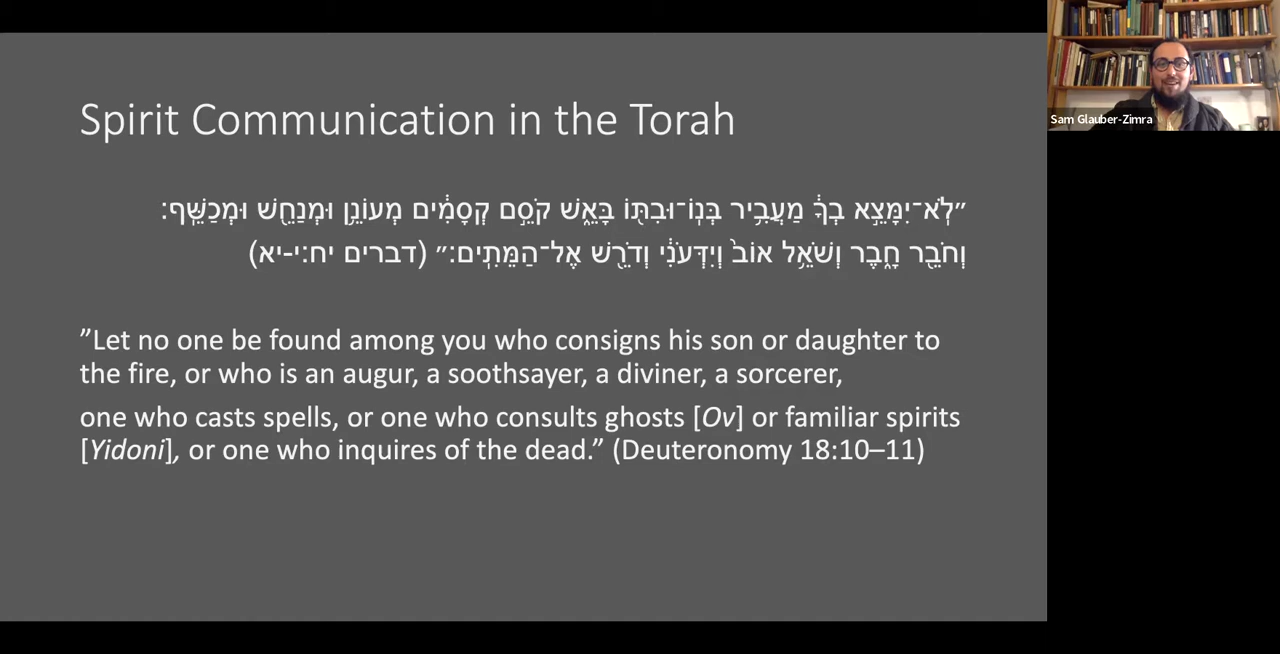 Spirit Communication in the Torah
״לֹֽא־יִמָּצֵ֣א בְךָ֔ מַעֲבִ֥יר בְּנֽוֹ־וּבִתּ֖וֹ בָּאֵ֑שׁ קֹסֵ֣ם קְסָמִ֔ים מְעוֹנֵ֥ן וּמְנַחֵ֖שׁ וּמְכַשֵּֽׁף׃
וְחֹבֵ֖ר חָ֑בֶר וְשֹׁאֵ֥ל אוֹב֙ וְיִדְּעֹנִ֔י וְדֹרֵ֖שׁ אֶל־הַמֵּתִֽים׃״ (דברים יח:י-יא)
”Let no one be found among you who consigns his son or daughter to
the fire, or who is an augur, a soothsayer, a diviner, a sorcerer,
one who casts spells, or one who consults ghosts [Ov] or familiar spirits
[Yidoni], or one who inquires of the dead.” (Deuteronomy 18:10–11)
Sam Glauber-Zimra